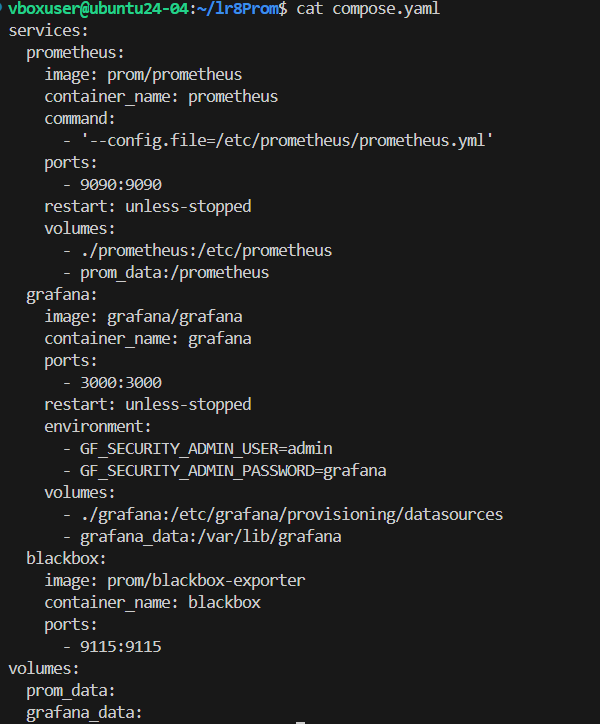 vboxuser@ubuntu24-04:~/lr8Prom$ cat compose.yaml
services:
  prometheus:
    image: prom/prometheus
    container_name: prometheus
    command:
      - '--config.file=/etc/prometheus/prometheus.yml'
    ports:
      - 9090:9090
    restart: unless-stopped
    volumes:
      - ./prometheus:/etc/prometheus
      - prom_data:/prometheus
  grafana:
    image: grafana/grafana
    container_name: grafana
    ports:
      - 3000:3000
    restart: unless-stopped
    environment:
      - GF_SECURITY_ADMIN_USER=admin
      - GF_SECURITY_ADMIN_PASSWORD=grafana
    volumes:
      - ./grafana:/etc/grafana/provisioning/datasources
      - grafana_data:/var/lib/grafana
  blackbox:
    image: prom/blackbox-exporter
    container_name: blackbox
    ports:
      - 9115:9115
volumes:
  prom_data:
  grafana_data: